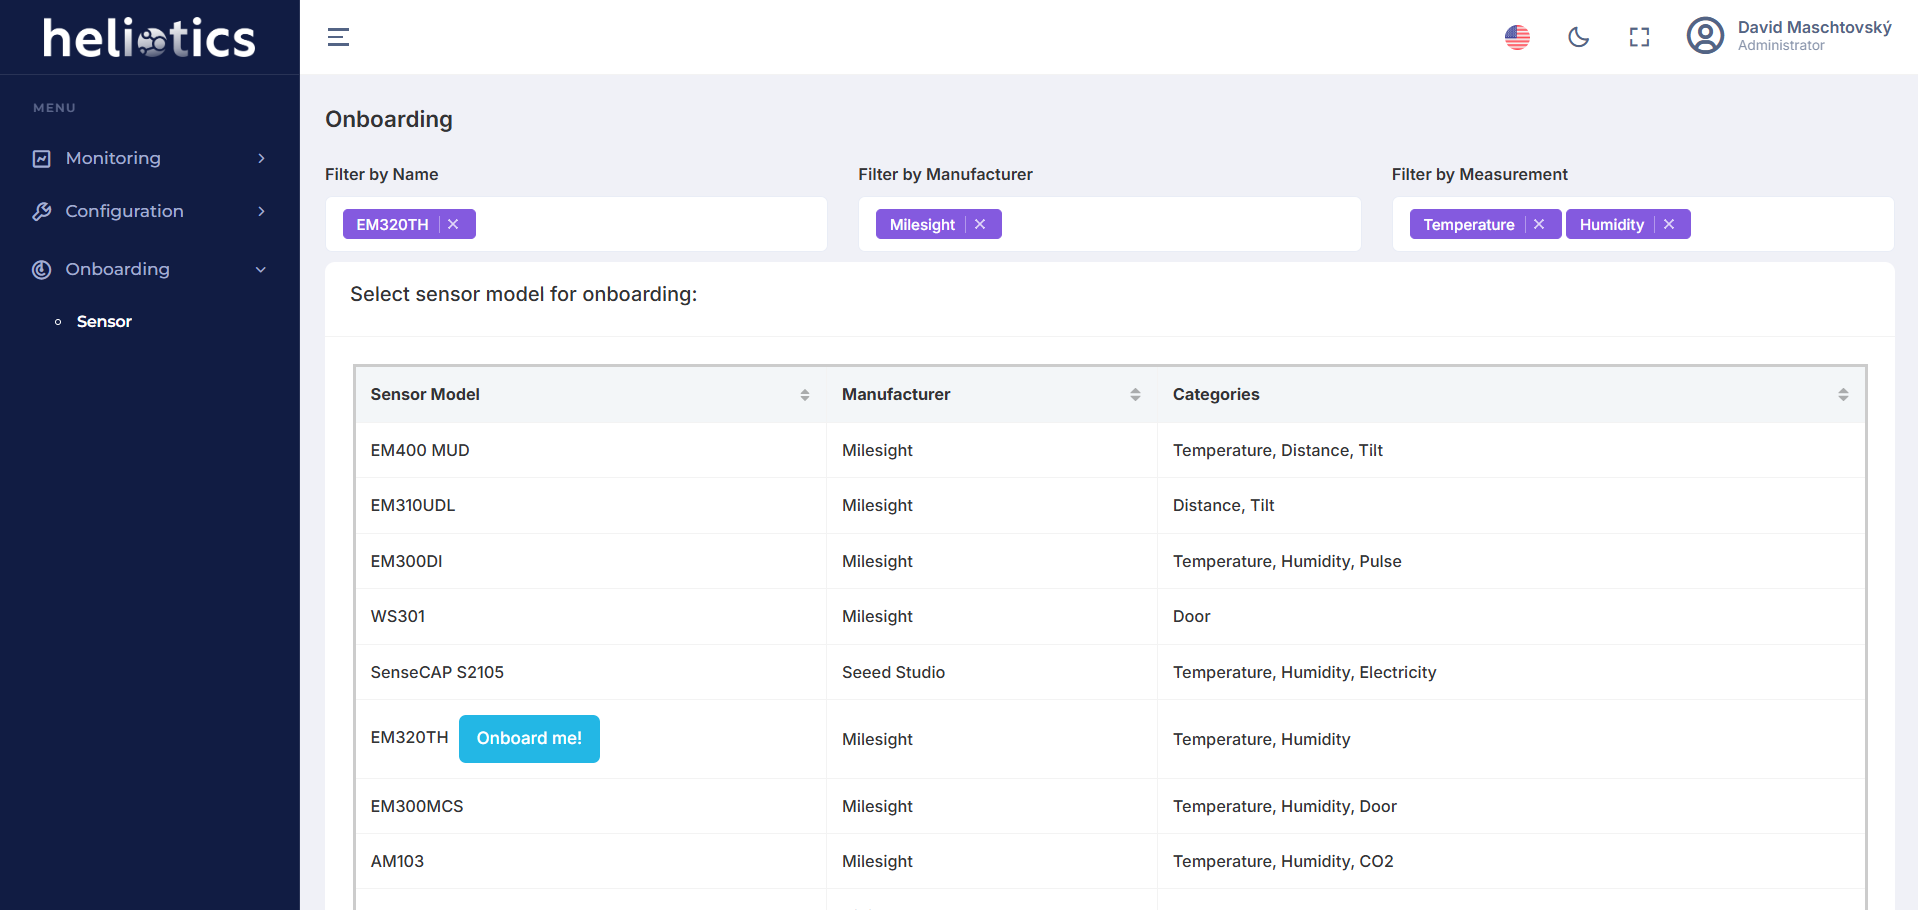 heliotics
David Maschtovský
Administrator
MENU
Monitoring
Configuration
Onboarding
Sensor
Onboarding
Filter by Name
Filter by Manufacturer
Filter by Measurement
EM320TH
Milesight
Temperature
Humidity
Select sensor model for onboarding:
Sensor Model Manufacturer Categories
EM400 MUD Milesight Temperature, Distance, Tilt
EM310UDL Milesight Distance, Tilt
EM300DI Milesight Temperature, Humidity, Pulse
WS301 Milesight Door
SenseCAP S2105 Seeed Studio Temperature, Humidity, Electricity
EM320TH Onboard me! Milesight Temperature, Humidity
EM300MCS Milesight Temperature, Humidity, Door
AM103 Milesight Temperature, Humidity, CO2